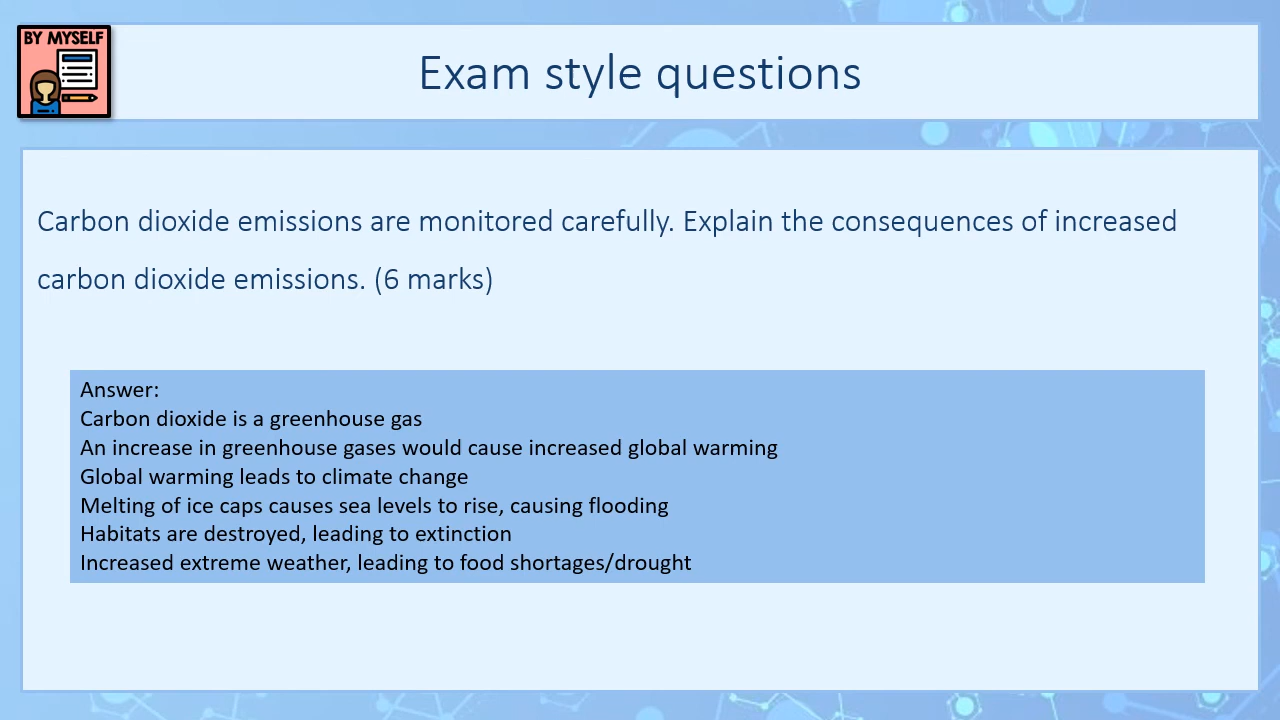 BY MYSELF
Exam style questions
Carbon dioxide emissions are monitored carefully. Explain the consequences of increased
carbon dioxide emissions. (6 marks)
Answer:
Carbon dioxide is a greenhouse gas
An increase in greenhouse gases would cause increased global warming
Global warming leads to climate change
Melting of ice caps causes sea levels to rise, causing flooding
Habitats are destroyed, leading to extinction
Increased extreme weather, leading to food shortages/drought